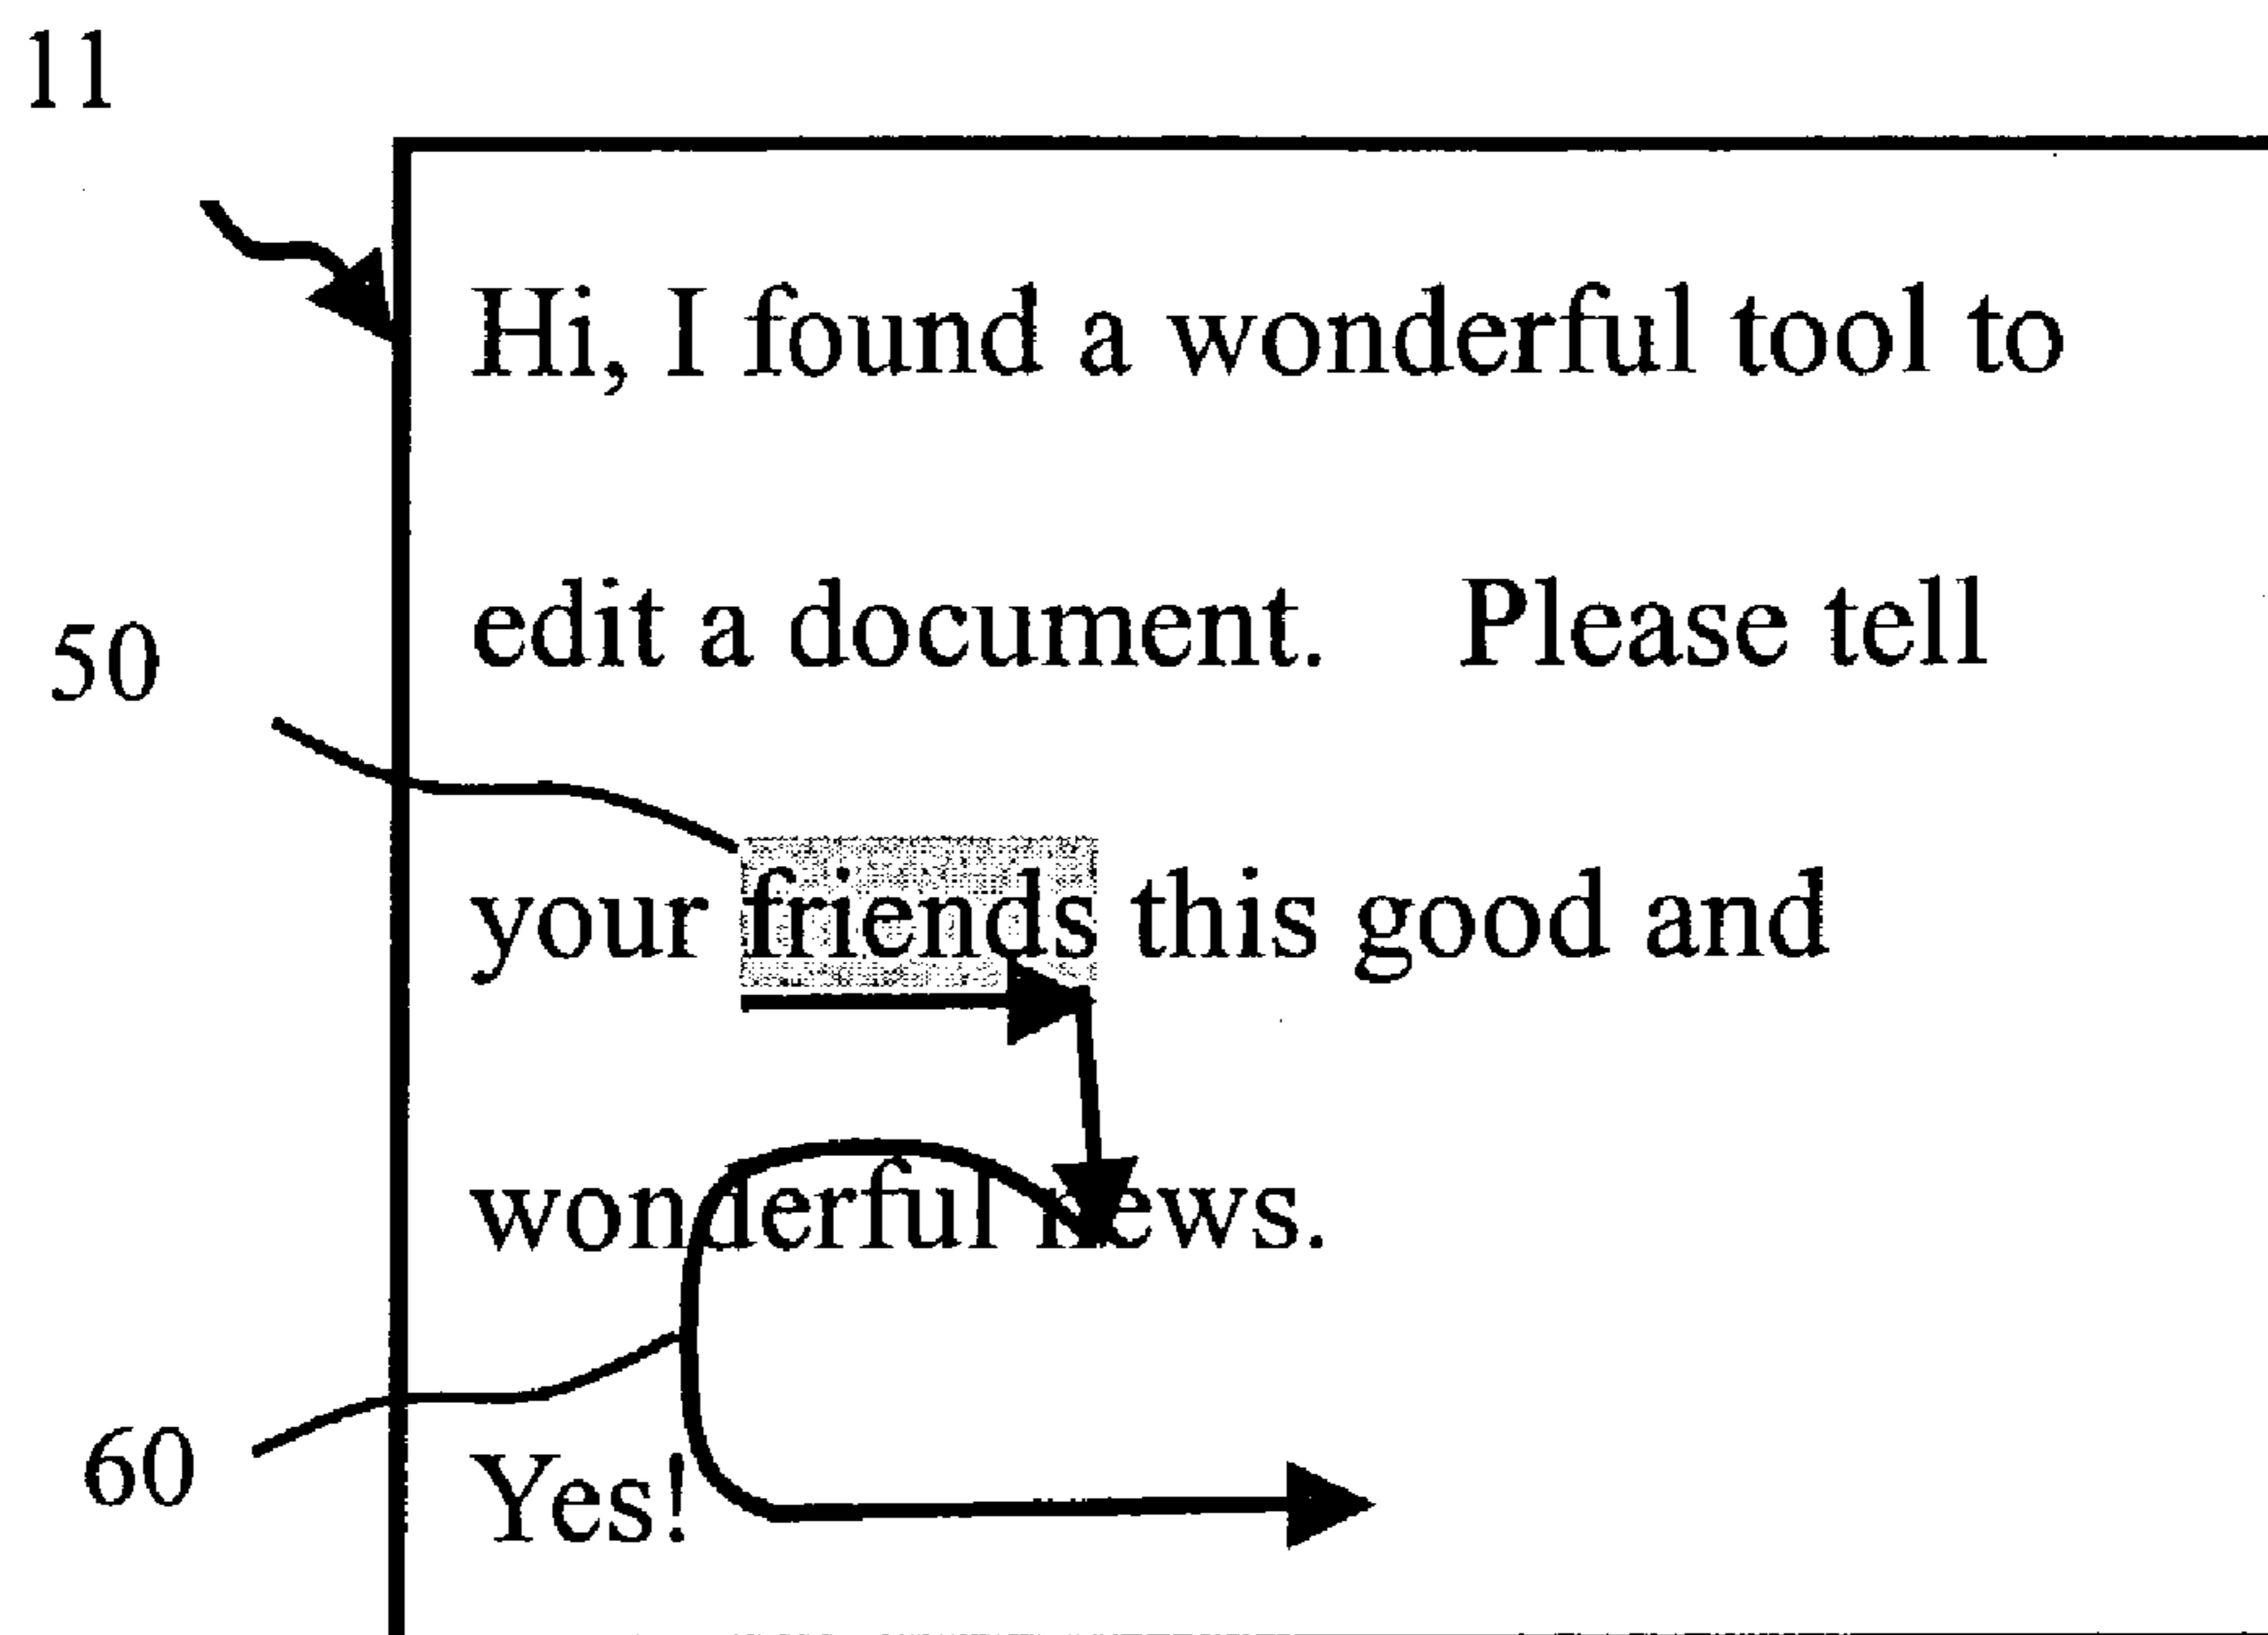 11
Hi, I found a wonderful tool to
edit a document. Please tell
50
your friends this good and
wonderful news.
60
Yes!